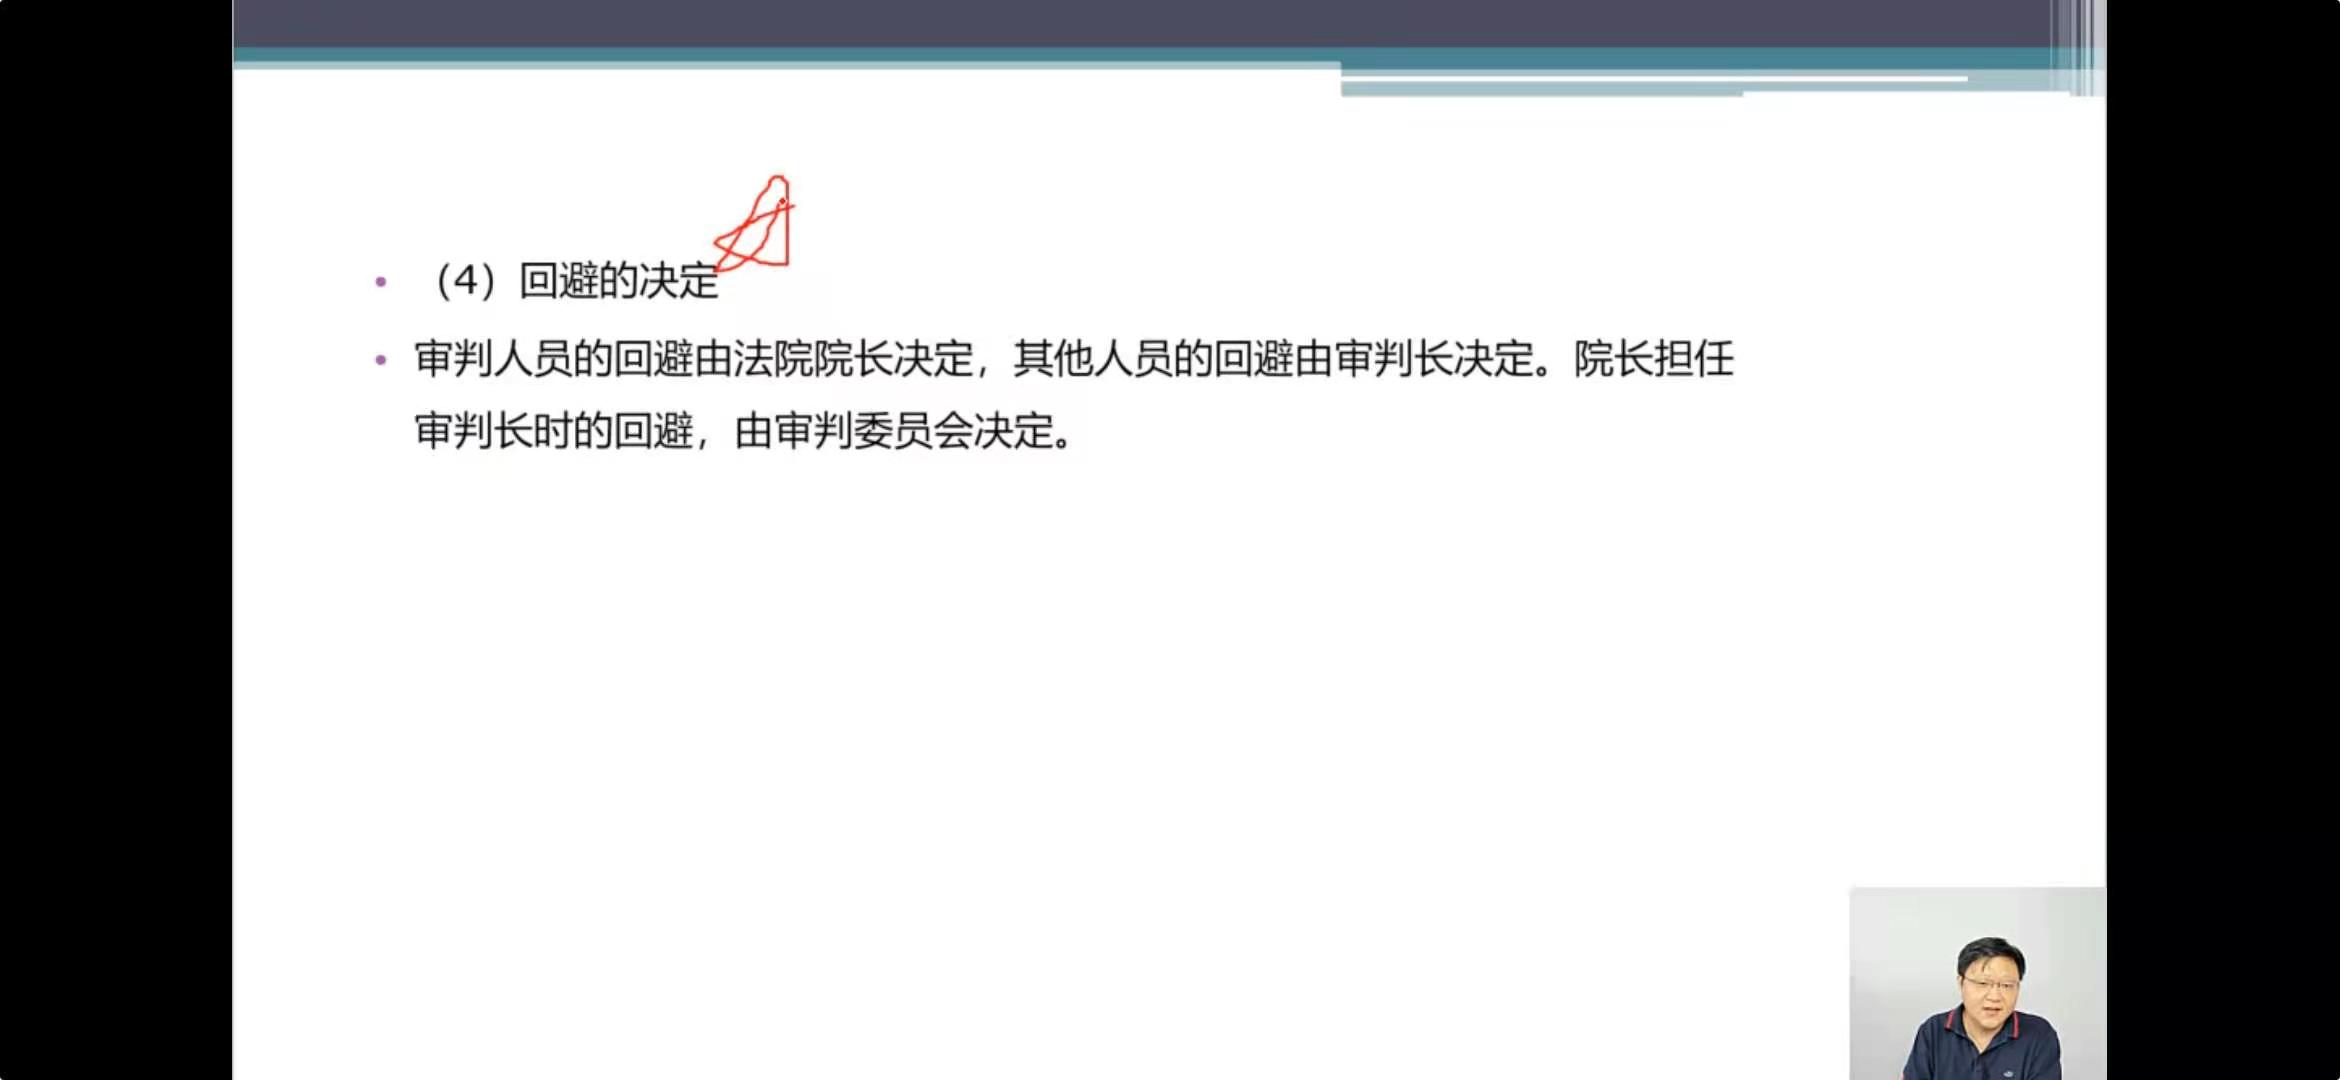 （4）回避的决定
审判人员的回避由法院院长决定，其他人员的回避由审判长决定。院长担任
审判长时的回避，由审判委员会决定。